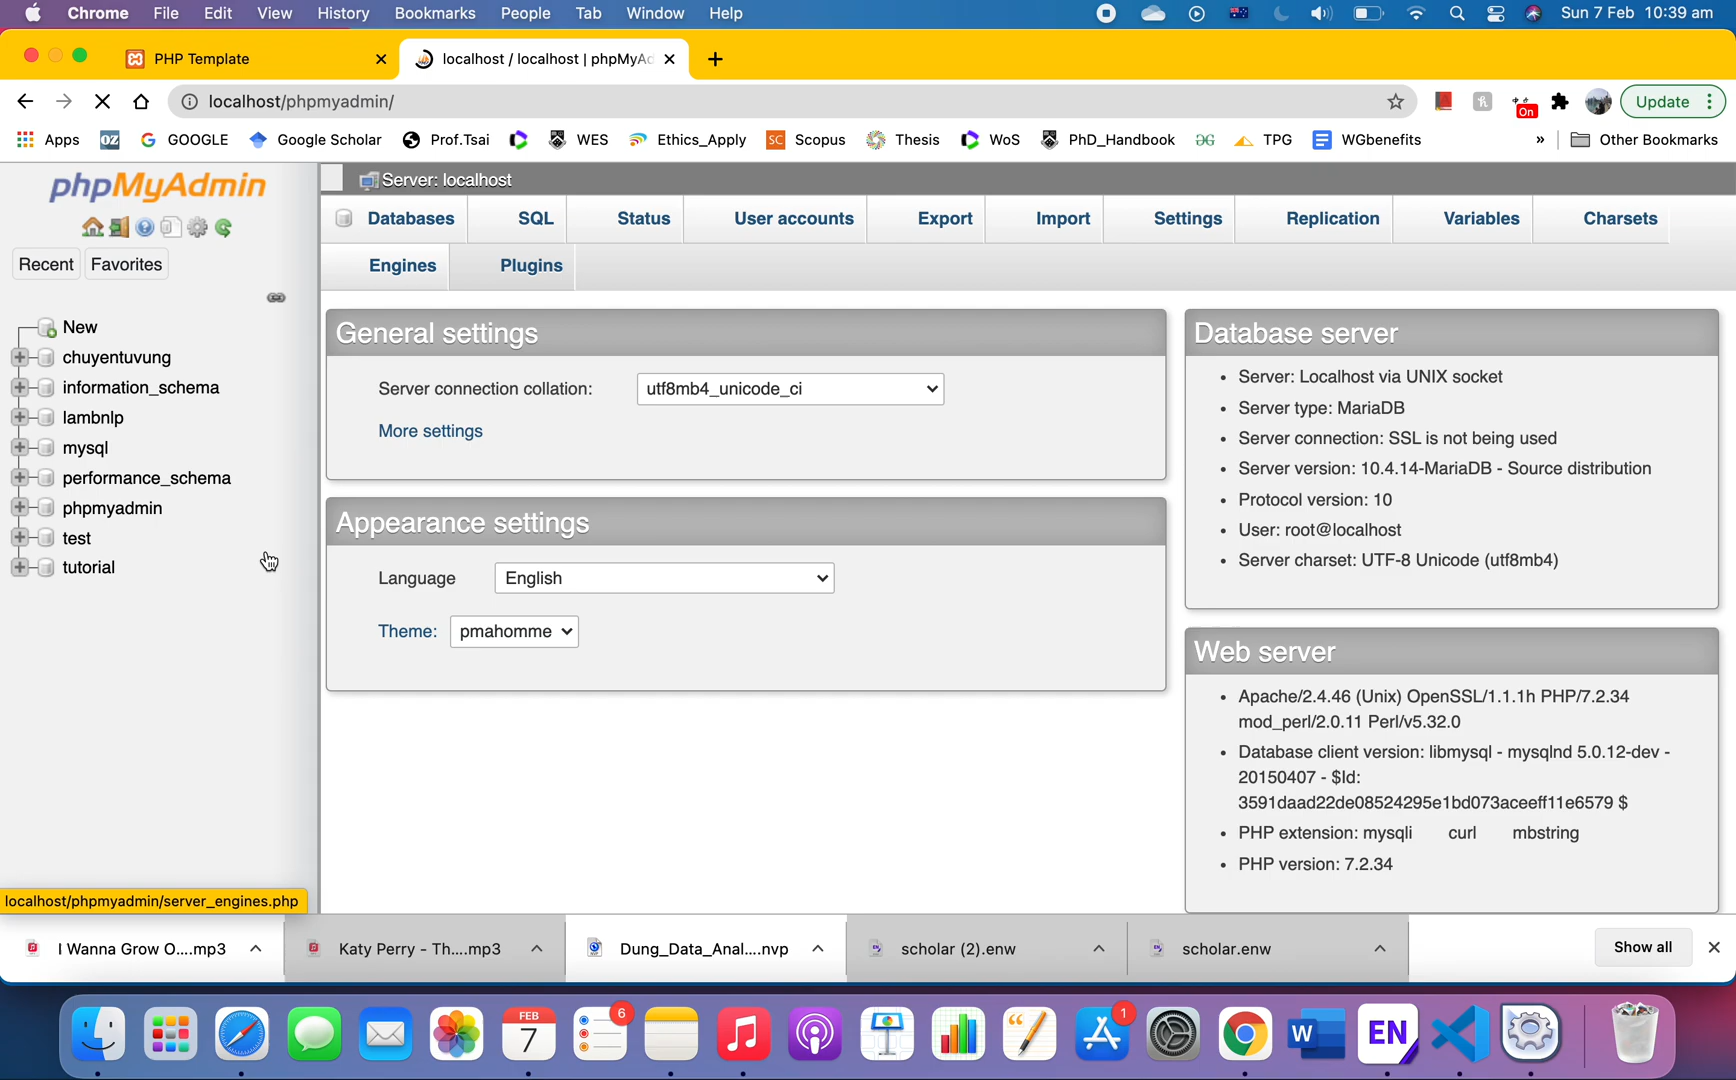 Chrome File Edit View History Bookmarks People Tab Window Help Sun 7 Feb 10:39 am
PHP Template
localhost / localhost | phpMyAd
localhost/phpmyadmin/
On
Update
Apps
OZ
GOOGLE
Google Scholar
Prof.Tsai
WES
Ethics_Apply
SC Scopus
Thesis
WoS
PhD_Handbook
TPG
WGbenefits
»
Other Bookmarks
phpMyAdmin
Recent Favorites
New
chuyentuvung
information_schema
lambnlp
mysql
performance_schema
phpmyadmin
test
tutorial
Server: localhost
Databases SQL Status User accounts Export Import Settings Replication Variables Charsets
Engines Plugins
General settings
Server connection collation: utf8mb4_unicode_ci
More settings
Appearance settings
Language English
Theme: pmahomme
Database server
• Server: Localhost via UNIX socket
• Server type: MariaDB
• Server connection: SSL is not being used
• Server version: 10.4.14-MariaDB - Source distribution
• Protocol version: 10
• User: root@localhost
• Server charset: UTF-8 Unicode (utf8mb4)
Web server
• Apache/2.4.46 (Unix) OpenSSL/1.1.1h PHP/7.2.34
mod_perl/2.0.11 Perl/v5.32.0
• Database client version: libmysql - mysqlnd 5.0.12-dev -
20150407 - $Id:
3591daad22de08524295e1bd073aceeff11e6579 $
• PHP extension: mysqli curl mbstring
• PHP version: 7.2.34
localhost/phpmyadmin/server_engines.php
I Wanna Grow O....mp3
Katy Perry - Th....mp3
Dung_Data_Anal....nvp
scholar (2).enw
scholar.enw
Show all
FEB
7
6
1
W
EN